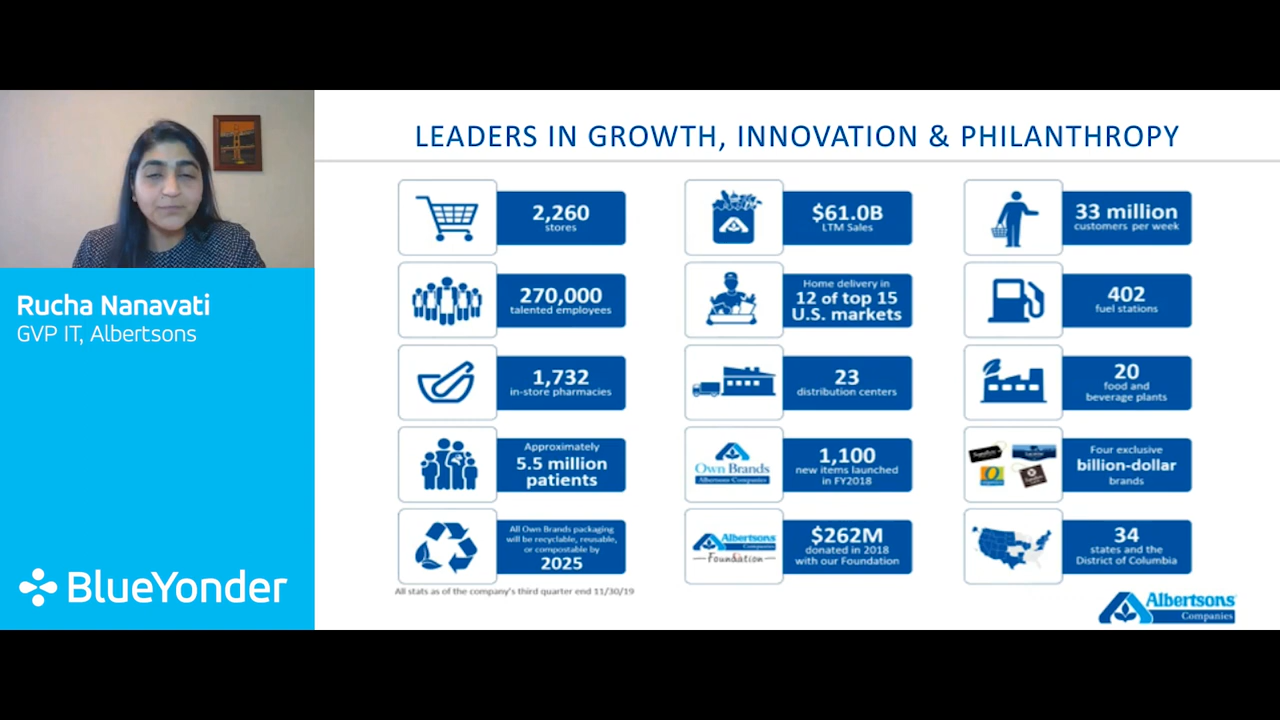 LEADERS IN GROWTH, INNOVATION & PHILANTHROPY
Rucha Nanavati
GVP IT, Albertsons
BlueYonder
2,260
stores
$61.0B
LTM Sales
33 million
customers per week
270,000
talented employees
Home delivery in
12 of top 15
U.S. markets
402
fuel stations
1,732
in-store pharmacies
23
distribution centers
20
food and
beverage plants
Approximately
5.5 million
patients
Own Brands
Albertsons Companies
1,100
new items launched
in FY2018
O
ORGANICS
Four exclusive
billion-dollar
brands
All Own Brands packaging
will be recyclable, reusable,
or compostable by
2025
Albertsons
Companies
Foundation
$262M
donated in 2018
with our Foundation
34
states and the
District of Columbia
All stats as of the company's third quarter end 11/30/19
Albertsons
Companies